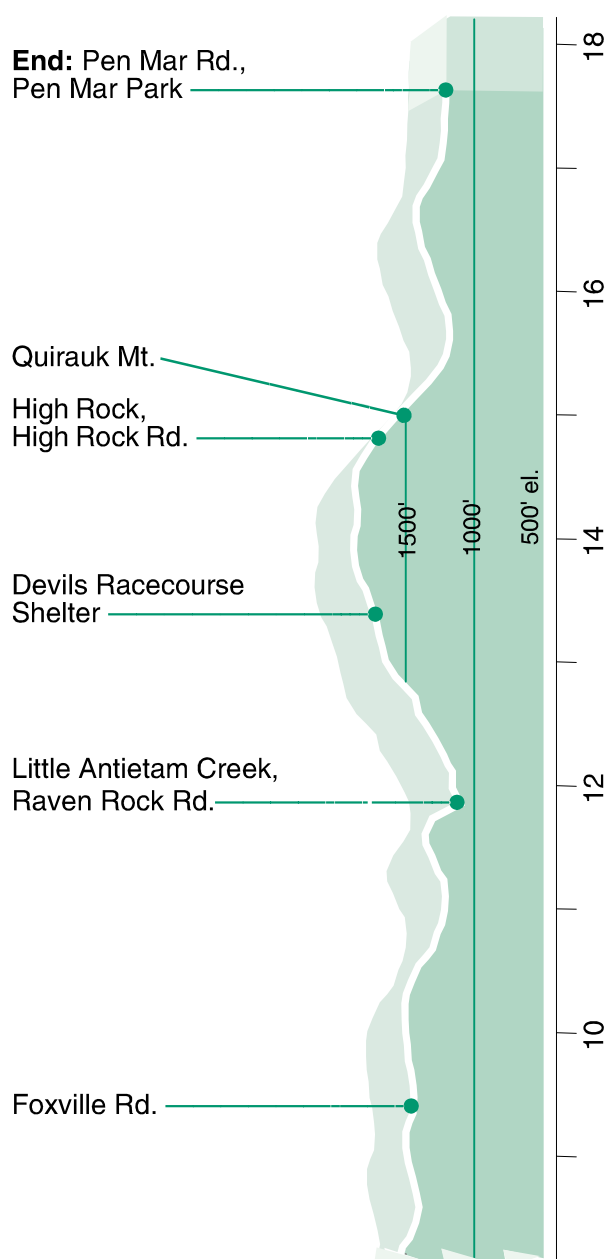 End: Pen Mar Rd.,
Pen Mar Park
18
16
Quirauk Mt.
High Rock,
High Rock Rd.
1500'
1000'
500' el.
14
Devils Racecourse
Shelter
Little Antietam Creek,
Raven Rock Rd.
12
10
Foxville Rd.